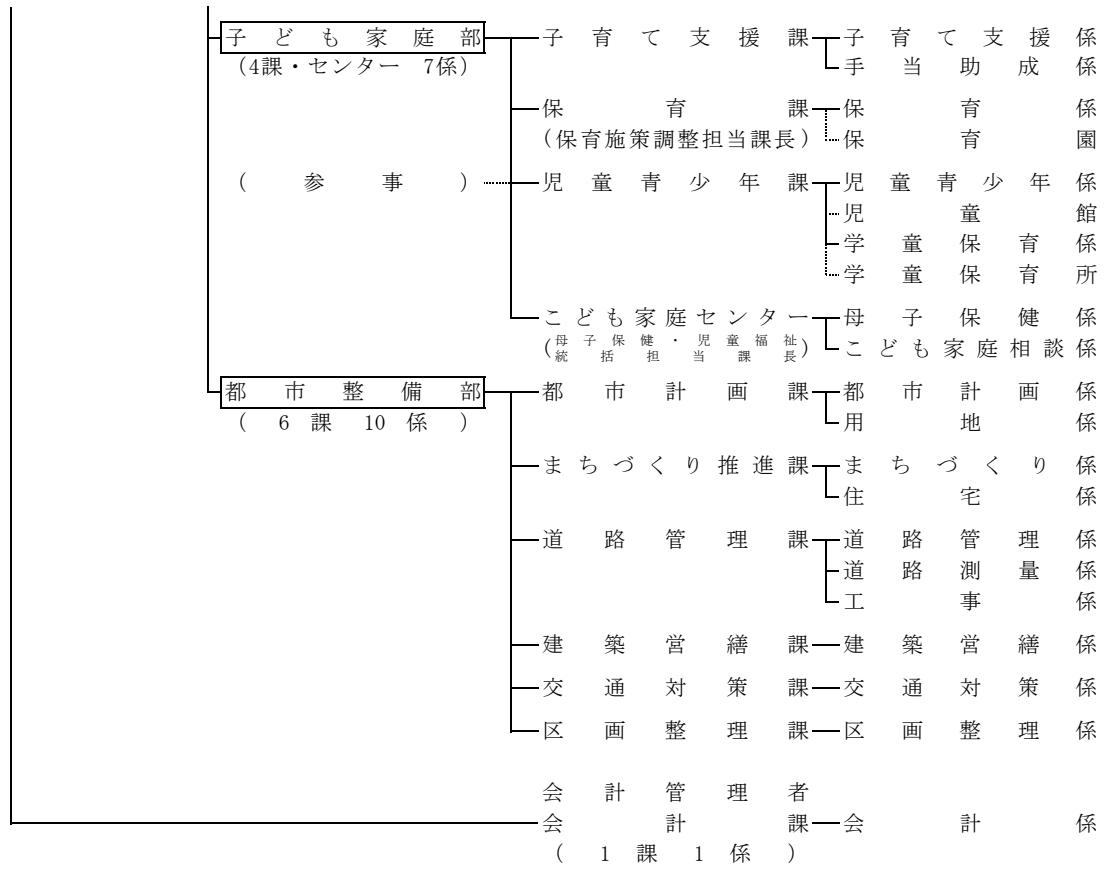 子ども家庭部 子育て支援課 子育て支援係
(4課・センター 7係) 手当助成係
保育課 保育係
(保育施策調整担当課長) 保育園
(参事) 児童青少年課 児童青少年係
児童館
学童保育係
学童保育所
こども家庭センター 母子保健係
(母子保健・児童福祉統括担当課長) こども家庭相談係
都市整備部 都市計画課 都市計画係
(6課10係) 用地係
まちづくり推進課 まちづくり係
住宅係
道路管理課 道路管理係
道路測量係
工事係
建築営繕課 建築営繕係
交通対策課 交通対策係
区画整理課 区画整理係
会計管理者
会計課 会計係
(1課1係)